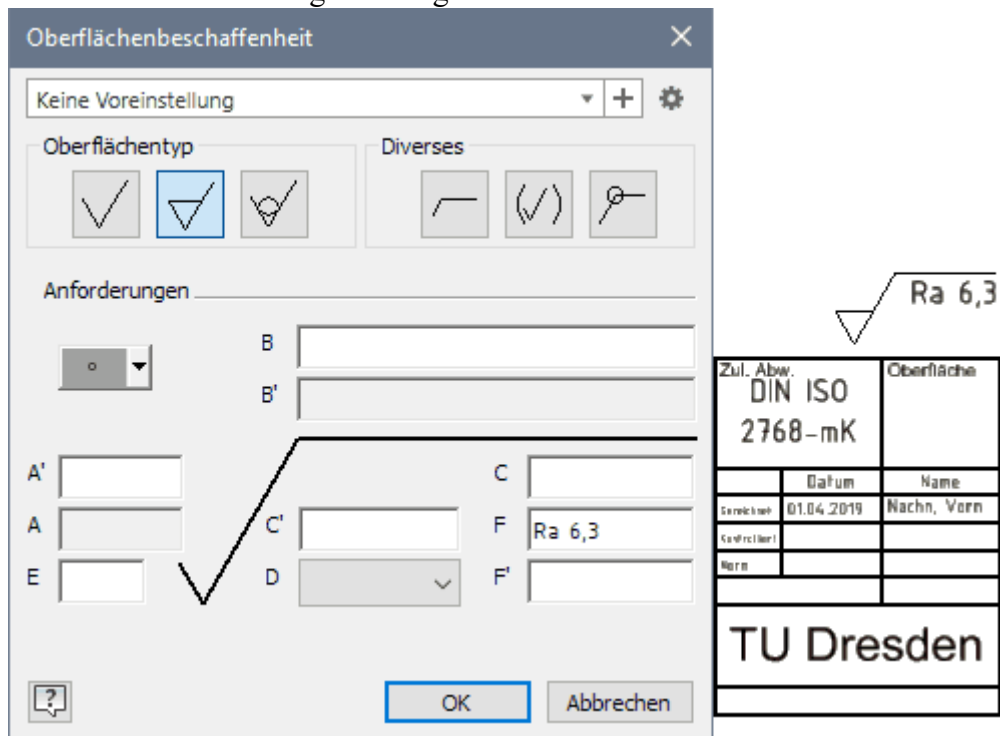 Oberflächenbeschaffenheit
Keine Voreinstellung
Oberflächentyp
Diverses
Anforderungen
B
B'
A'
C
A
C'
F Ra 6,3
E
D
F'
OK
Abbrechen
Ra 6,3
Zul. Abw.
Oberfläche
DIN ISO
2768-mK
Datum
Name
01.04.2019
Nachn, Vorn
Norm
TU Dresden